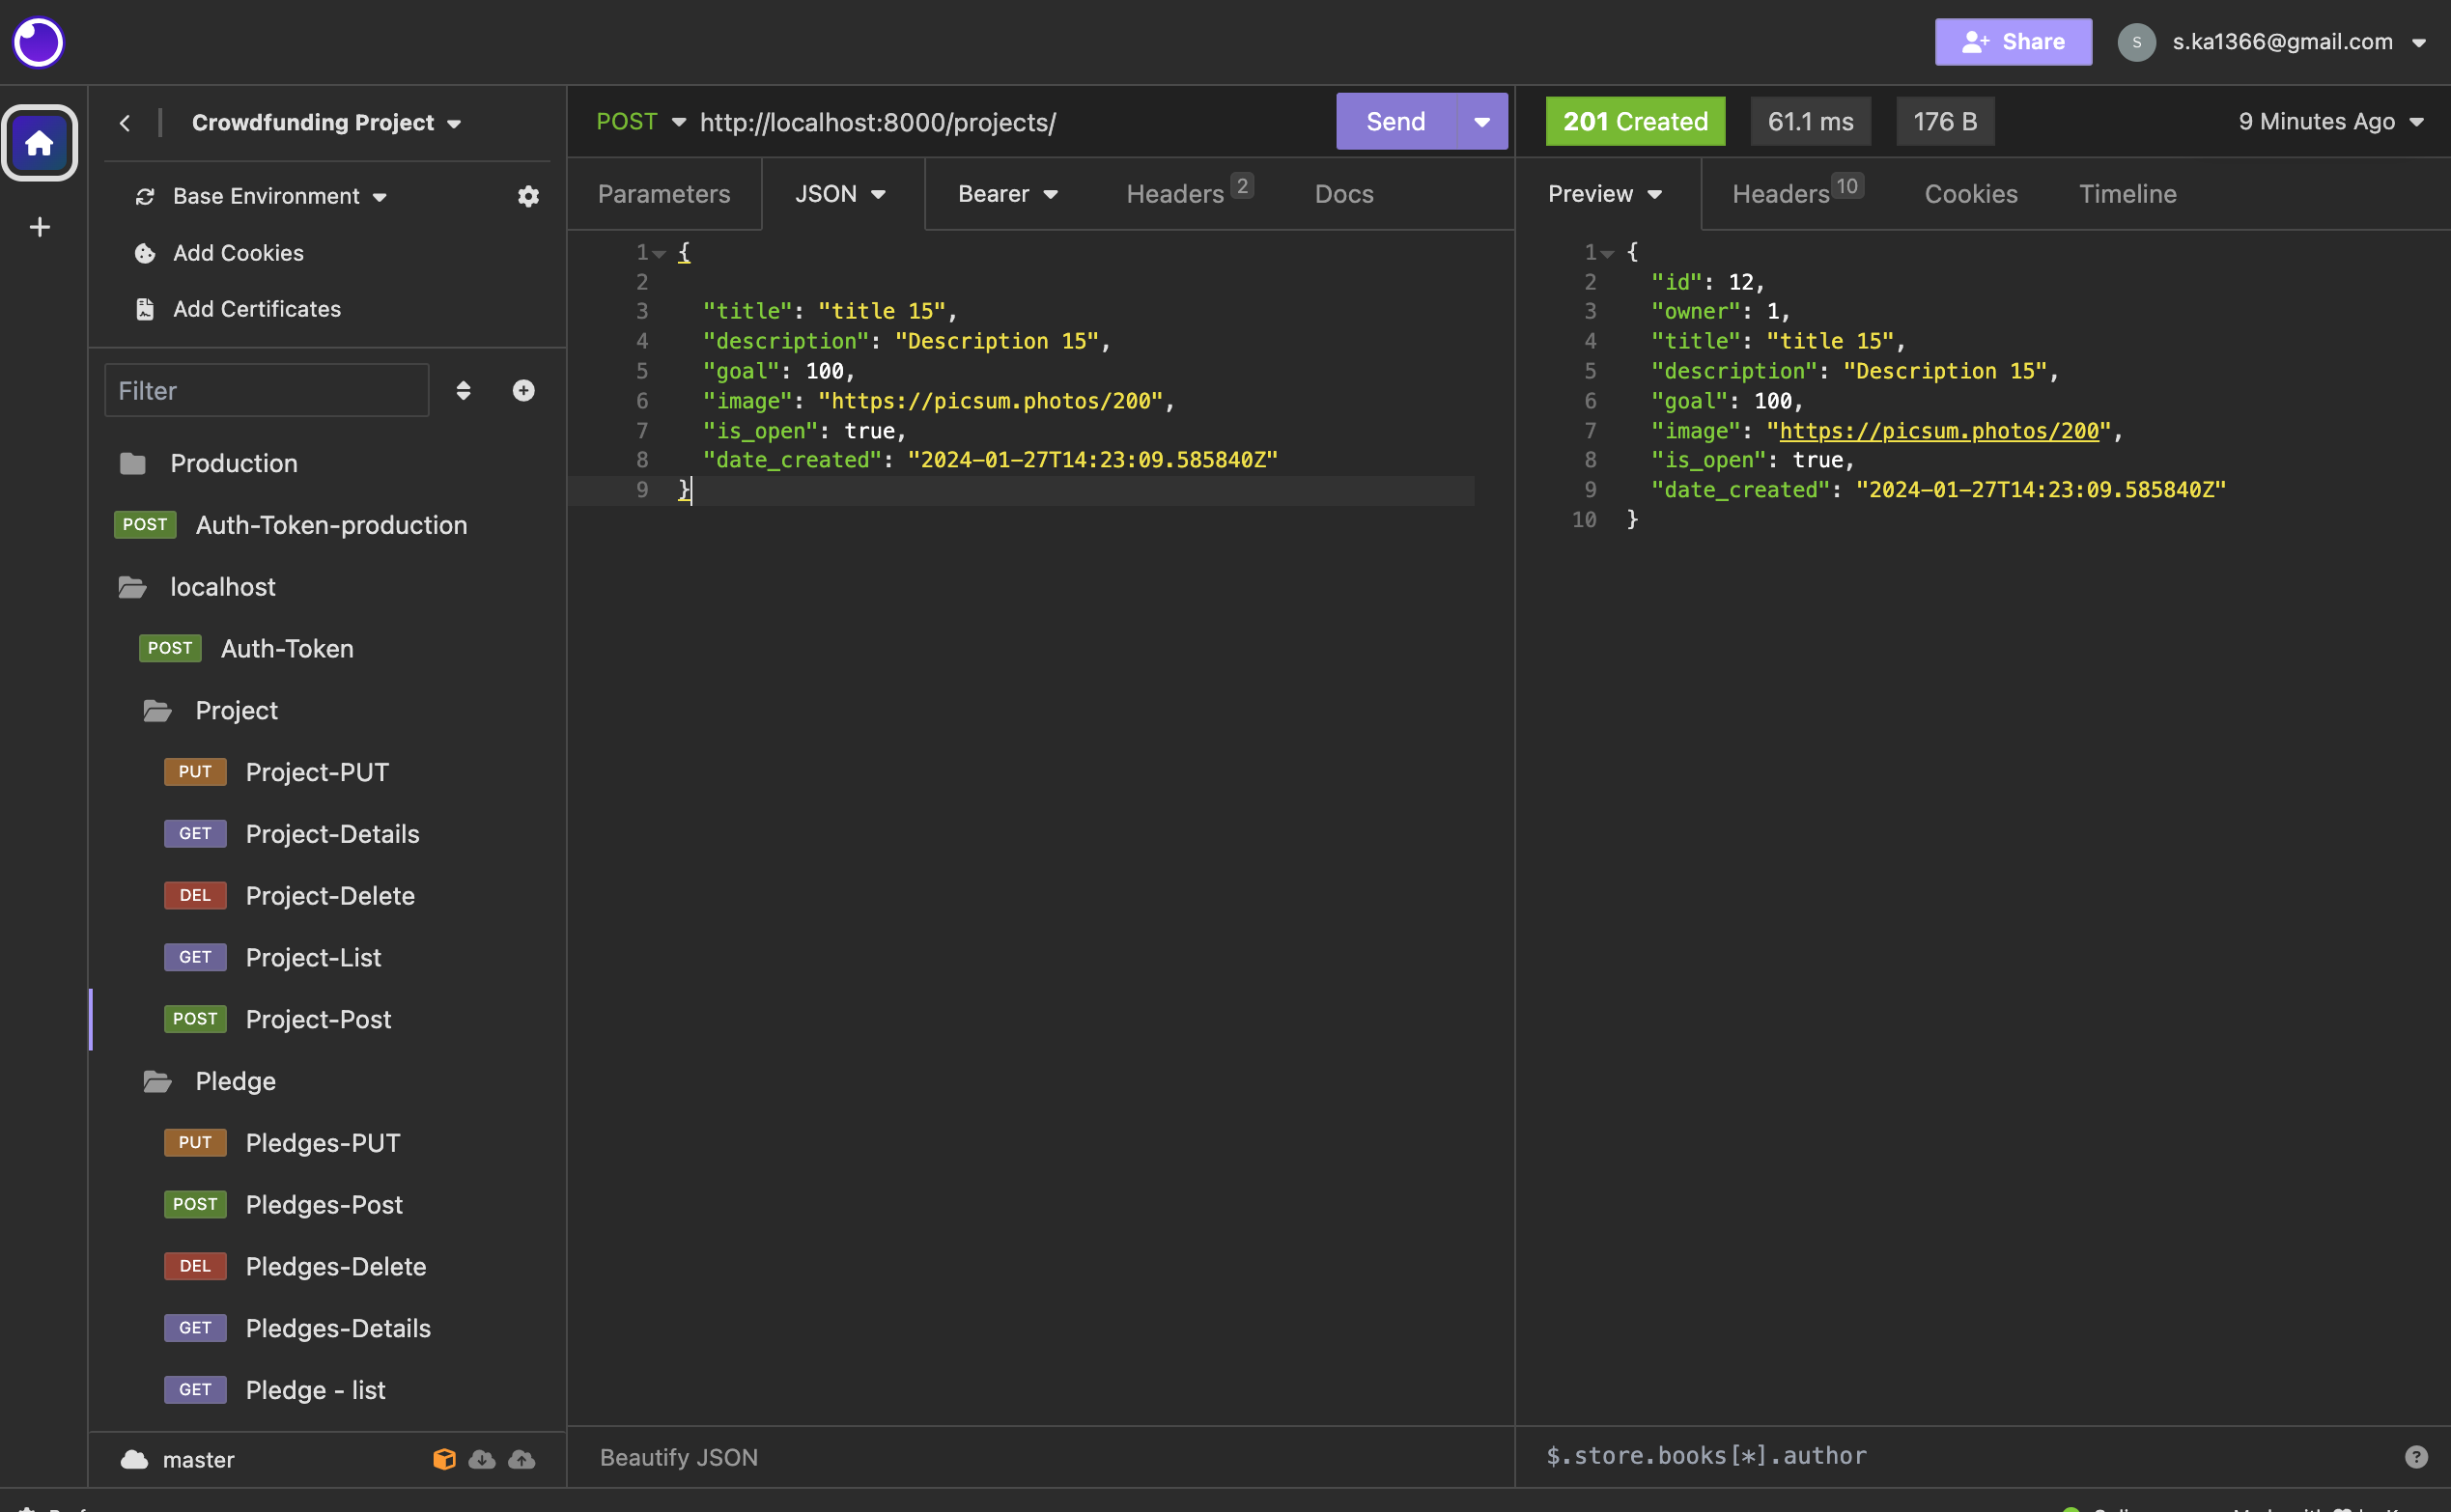 Share
S
s.ka1366@gmail.com
Crowdfunding Project
Base Environment
Add Cookies
Add Certificates
Filter
Production
POST Auth-Token-production
localhost
POST Auth-Token
Project
PUT Project-PUT
GET Project-Details
DEL Project-Delete
GET Project-List
POST Project-Post
Pledge
PUT Pledges-PUT
POST Pledges-Post
DEL Pledges-Delete
GET Pledges-Details
GET Pledge - list
master
POST http://localhost:8000/projects/ Send
Parameters JSON Bearer Headers 2 Docs
1 {
2
3 "title": "title 15",
4 "description": "Description 15",
5 "goal": 100,
6 "image": "https://picsum.photos/200",
7 "is_open": true,
8 "date_created": "2024-01-27T14:23:09.585840Z"
9 }
Beautify JSON
201 Created 61.1 ms 176 B 9 Minutes Ago
Preview Headers 10 Cookies Timeline
1 {
2 "id": 12,
3 "owner": 1,
4 "title": "title 15",
5 "description": "Description 15",
6 "goal": 100,
7 "image": "https://picsum.photos/200",
8 "is_open": true,
9 "date_created": "2024-01-27T14:23:09.585840Z"
10 }
$.store.books[*].author
?